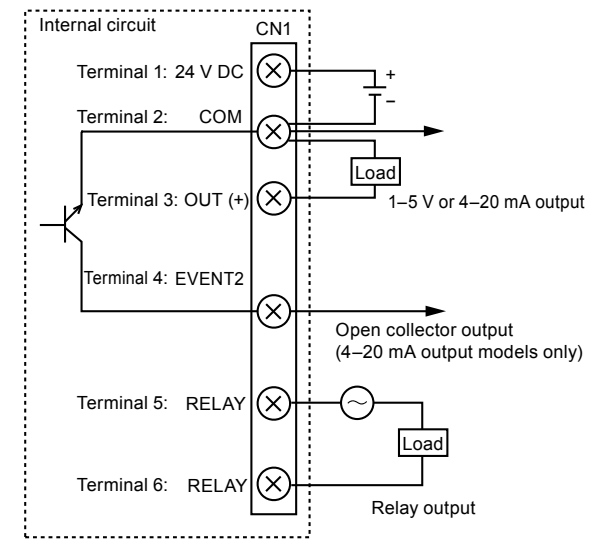 Internal circuit
CN1
Terminal 1: 24 V DC
+
−
Terminal 2: COM
Load
Terminal 3: OUT (+)
1–5 V or 4–20 mA output
Terminal 4: EVENT2
Open collector output
(4–20 mA output models only)
Terminal 5: RELAY
Load
Terminal 6: RELAY
Relay output